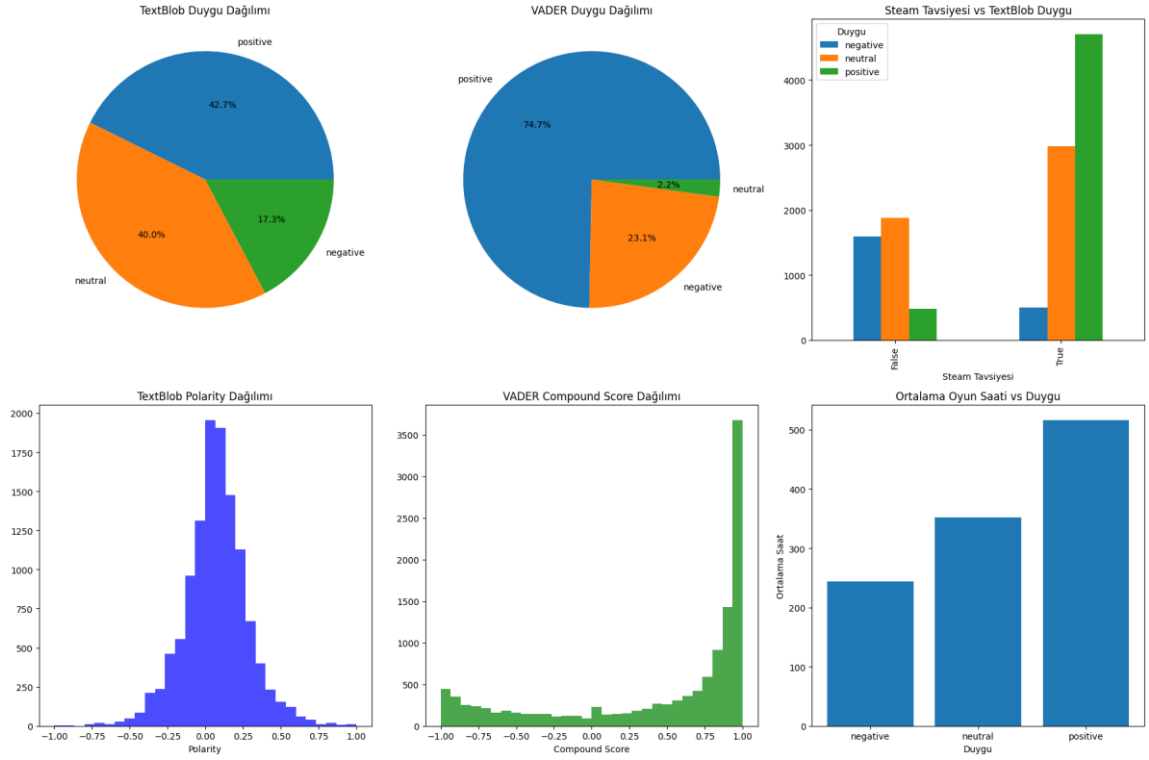 TextBlob Duygu Dağılımı
positive
42.7%
40.0%
17.3%
neutral
negative
VADER Duygu Dağılımı
positive
74.7%
2.2%
neutral
23.1%
negative
Steam Tavsiyesi vs TextBlob Duygu
Duygu
negative
neutral
positive
4000
3000
2000
1000
0
False
True
Steam Tavsiyesi
TextBlob Polarity Dağılımı
2000
1750
1500
1250
1000
750
500
250
0
−1.00 −0.75 −0.50 −0.25 0.00 0.25 0.50 0.75 1.00
Polarity
VADER Compound Score Dağılımı
3500
3000
2500
2000
1500
1000
500
0
−1.00 −0.75 −0.50 −0.25 0.00 0.25 0.50 0.75 1.00
Compound Score
Ortalama Oyun Saati vs Duygu
Ortalama Saat
500
400
300
200
100
0
negative neutral positive
Duygu